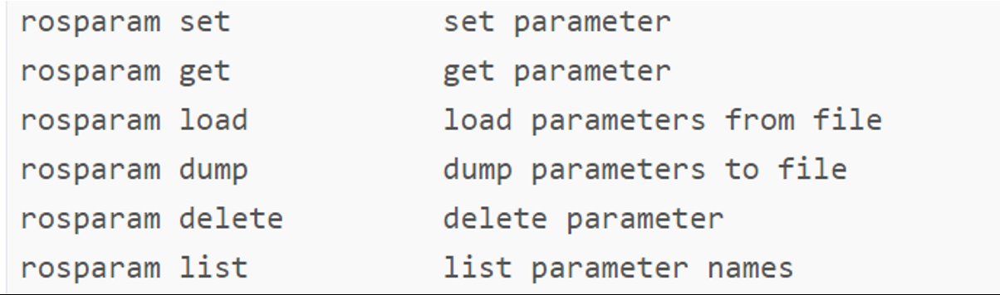 rosparam set            set parameter
rosparam get            get parameter
rosparam load           load parameters from file
rosparam dump           dump parameters to file
rosparam delete         delete parameter
rosparam list           list parameter names